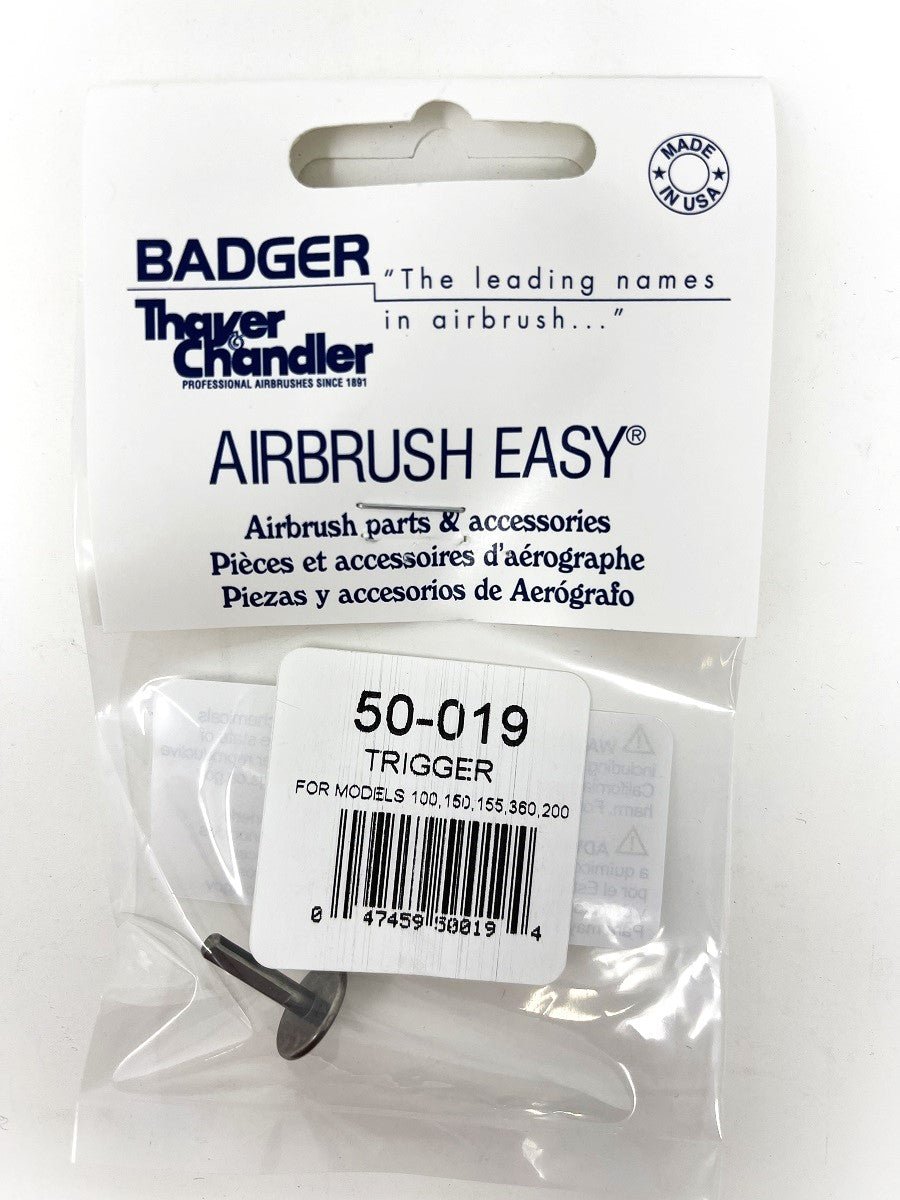 MADE
IN USA
BADGER
"The leading names
Thayer
in airbrush..."
& Chandler
PROFESSIONAL AIRBRUSHES SINCE 1891
AIRBRUSH EASY®
Airbrush parts & accessories
Pièces et accessoires d'aérographe
Piezas y accesorios de Aerógrafo
50-019
TRIGGER
FOR MODELS 100,150,155,360,200
0 47459 50019 4